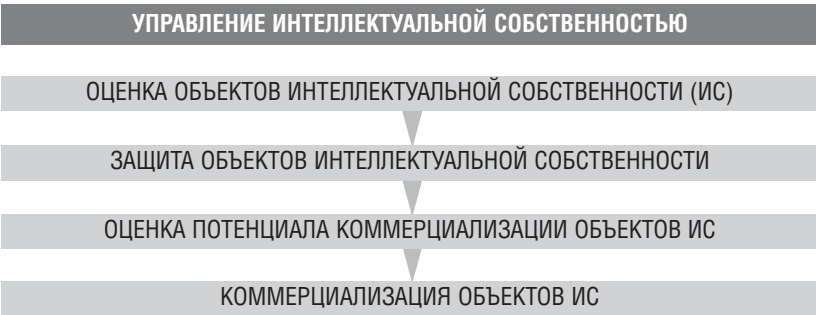 УПРАВЛЕНИЕ ИНТЕЛЛЕКТУАЛЬНОЙ СОБСТВЕННОСТЬЮ
ОЦЕНКА ОБЪЕКТОВ ИНТЕЛЛЕКТУАЛЬНОЙ СОБСТВЕННОСТИ (ИС)
ЗАЩИТА ОБЪЕКТОВ ИНТЕЛЛЕКТУАЛЬНОЙ СОБСТВЕННОСТИ
ОЦЕНКА ПОТЕНЦИАЛА КОММЕРЦИАЛИЗАЦИИ ОБЪЕКТОВ ИС
КОММЕРЦИАЛИЗАЦИЯ ОБЪЕКТОВ ИС